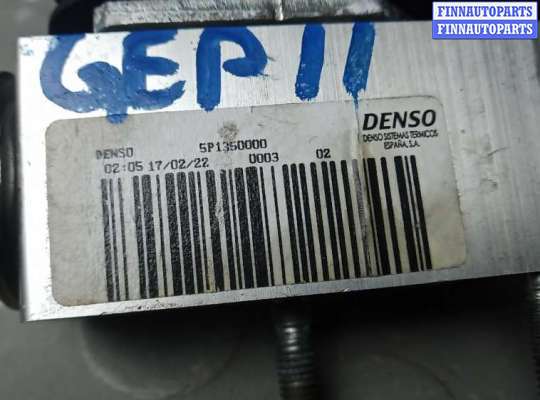 FINNAUTOPARTS
FINNAUTOPARTS
GEP11
DENSO 5P1350000
02:05 17/02/22 0003 02
DENSO
DENSO SISTEMAS TERMICOS
ESPAÑA, S.A.